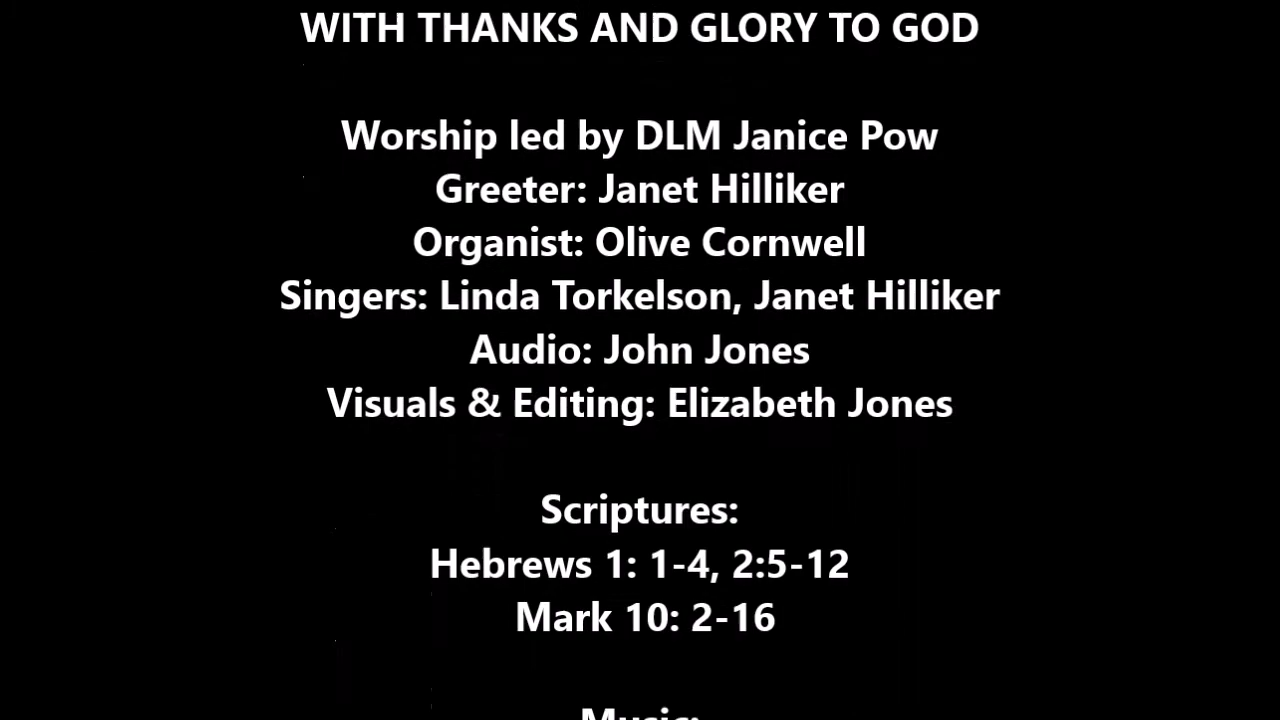 WITH THANKS AND GLORY TO GOD
Worship led by DLM Janice Pow
Greeter: Janet Hilliker
Organist: Olive Cornwell
Singers: Linda Torkelson, Janet Hilliker
Audio: John Jones
Visuals & Editing: Elizabeth Jones
Scriptures:
Hebrews 1: 1-4, 2:5-12
Mark 10: 2-16
Music: